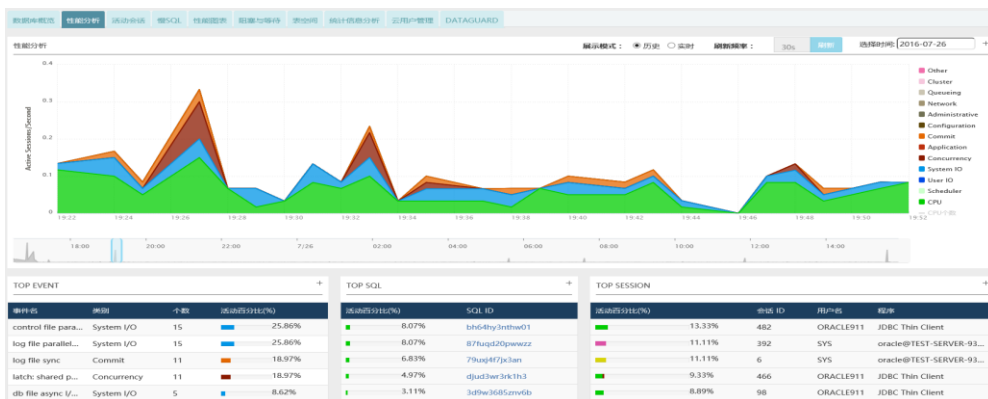 数据库概览 性能分析 活动会话 慢SQL 性能图表 阻塞与等待 表空间 统计信息分析 云用户管理 DATAGUARD
性能分析 展示模式： 历史 实时 刷新频率： 30s 刷新 选择时间: 2016-07-26 +
Active Sessions/Second
0.4
0.3
0.2
0.1
0
19:22 19:24 19:26 19:28 19:30 19:32 19:34 19:36 19:38 19:40 19:42 19:44 19:46 19:48 19:50 19:52
Other
Cluster
Queueing
Network
Administrative
Configuration
Commit
Application
Concurrency
System IO
User IO
Scheduler
CPU
CPU个数
18:00 20:00 22:00 7/26 02:00 04:00 06:00 08:00 10:00 12:00 14:00
TOP EVENT +
事件名 类别 个数 活动百分比(%)
control file para... System I/O 15 25.86%
log file parallel... System I/O 15 25.86%
log file sync Commit 11 18.97%
latch: shared p... Concurrency 11 18.97%
db file async I/... System I/O 5 8.62%
TOP SQL +
活动百分比(%) SQL ID
8.07% bh64hy3nthw01
8.07% 87fuqd20pwwzz
6.83% 79uxj4f7jx3an
4.97% djud3wr3rk1h3
3.11% 3d9w3685znv6b
TOP SESSION +
活动百分比(%) 会话 ID 用户名 程序
13.33% 482 ORACLE911 JDBC Thin Client
11.11% 392 SYS oracle@TEST-SERVER-93...
11.11% 6 SYS oracle@TEST-SERVER-93...
9.33% 466 ORACLE911 JDBC Thin Client
8.89% 98 ORACLE911 JDBC Thin Client